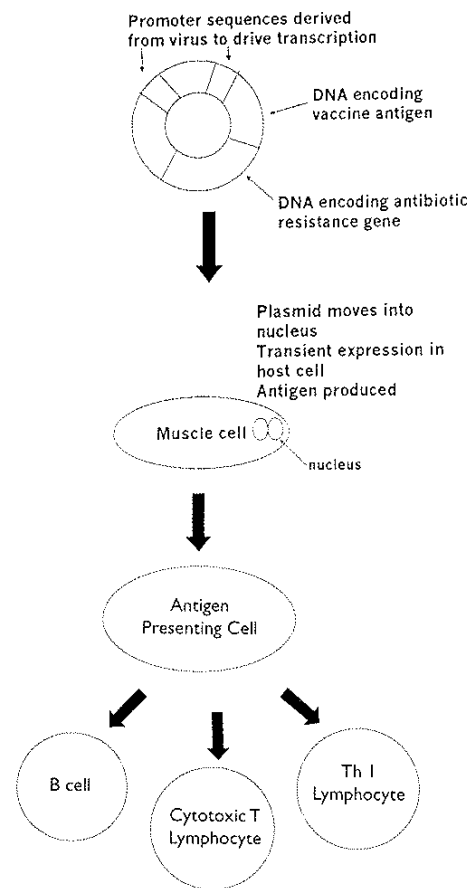 Promoter sequences derived
from virus to drive transcription
DNA encoding
vaccine antigen
DNA encoding antibiotic
resistance gene
Plasmid moves into
nucleus
Transient expression in
host cell
Antigen produced
Muscle cell
nucleus
Antigen
Presenting Cell
B cell
Cytotoxic T
Lymphocyte
Th 1
Lymphocyte